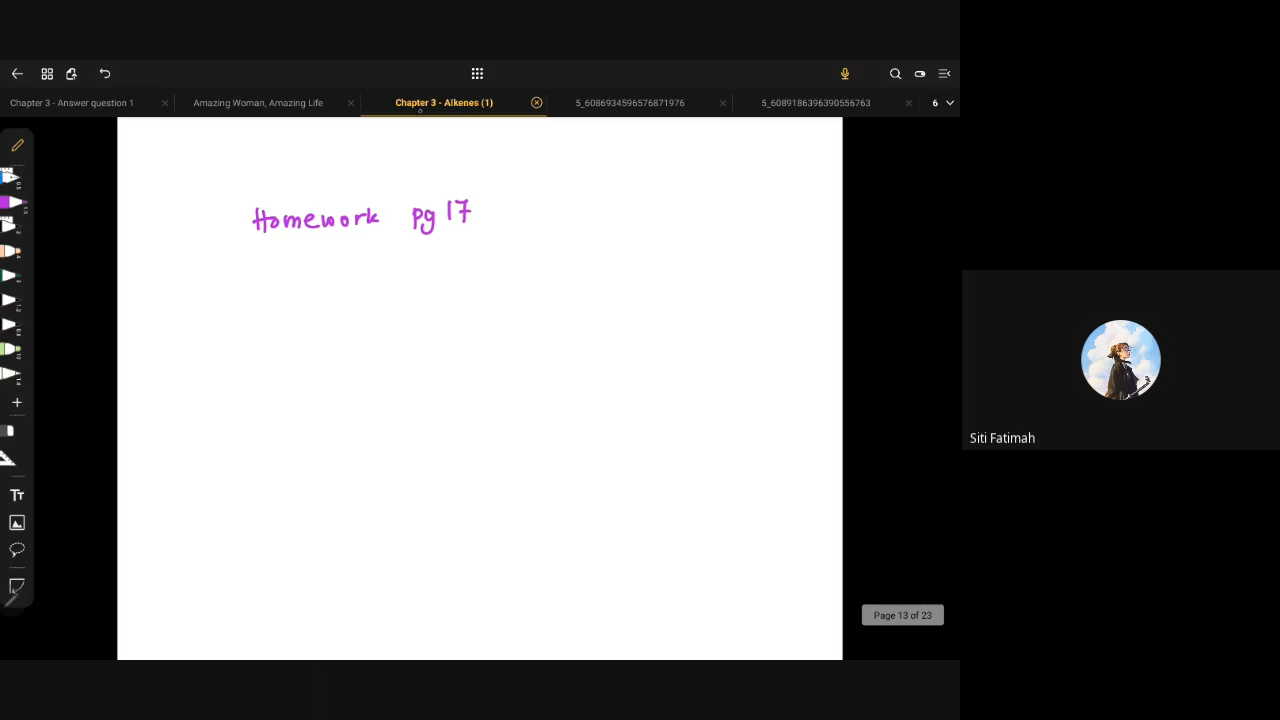 Chapter 3 - Answer question 1
Amazing Woman, Amazing Life
Chapter 3 - Alkenes (1)
5_6086934596576871976
5_6089186396390556763
6
Homework pg 17
Tt
Page 13 of 23
Siti Fatimah